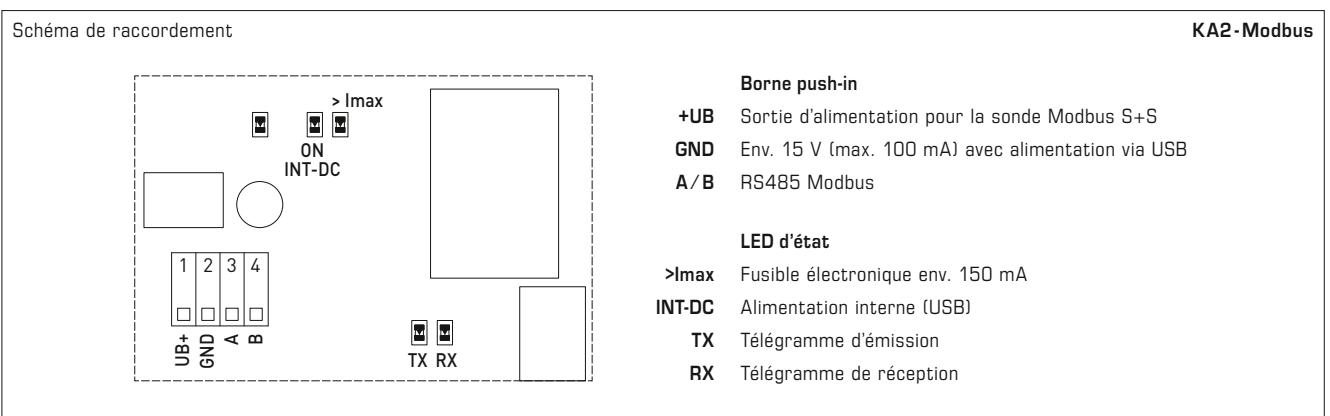 Schéma de raccordement
KA2-Modbus
> Imax
ON
INT-DC
1 2 3 4
UB+
GND
A
B
TX RX
Borne push-in
+UB Sortie d'alimentation pour la sonde Modbus S+S
GND Env. 15 V (max. 100 mA) avec alimentation via USB
A/B RS485 Modbus
LED d'état
>Imax Fusible électronique env. 150 mA
INT-DC Alimentation interne (USB)
TX Télégramme d'émission
RX Télégramme de réception